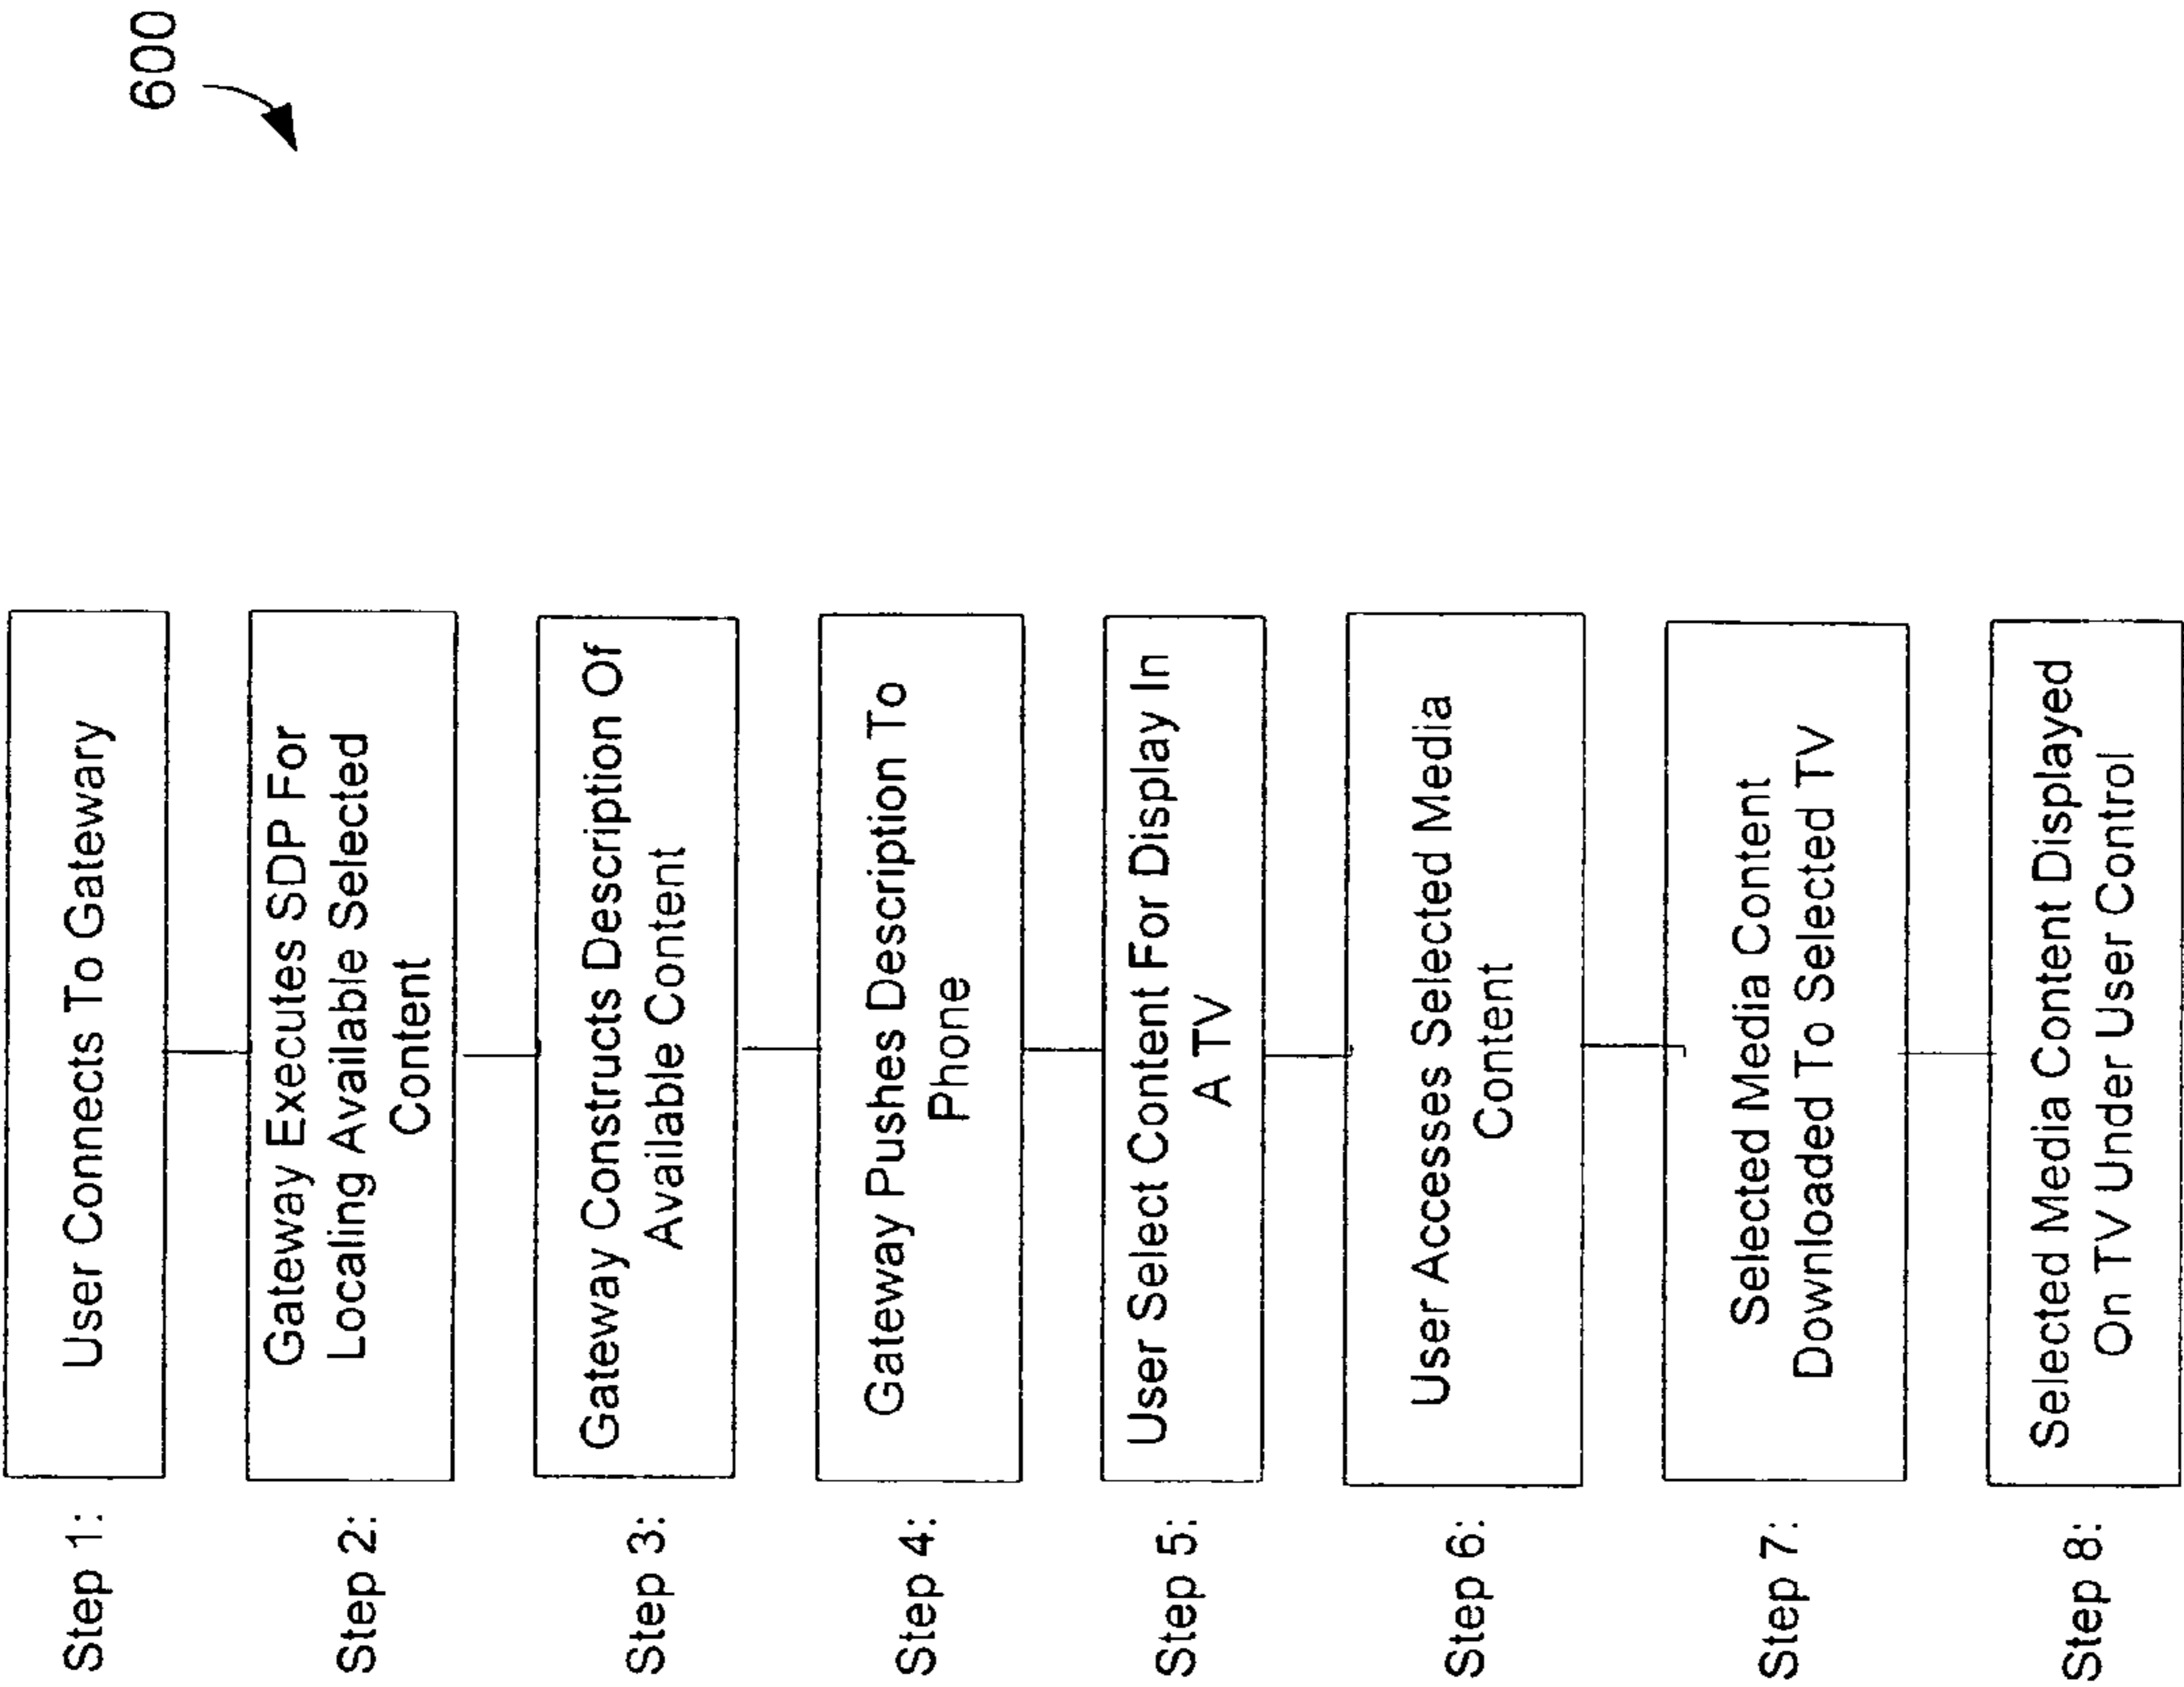 600
Step 1:
User Connects To Gatewary
Step 2:
Gateway Executes SDP For
Localing Available Selected
Content
Step 3:
Gateway Constructs Description Of
Available Content
Step 4:
Gateway Pushes Description To
Phone
Step 5:
User Select Content For Display In
A TV
Step 6:
User Accesses Selected Media
Content
Step 7:
Selected Media Content
Downloaded To Selected TV
Step 8:
Selected Media Content Displayed
On TV Under User Control